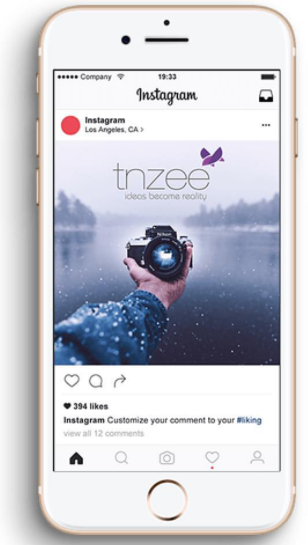 Company 19:33
Instagram
Instagram
Los Angeles, CA >
tnzee
ideas become reality
Nikon
394 likes
Instagram Customize your comment to your #liking
view all 12 comments